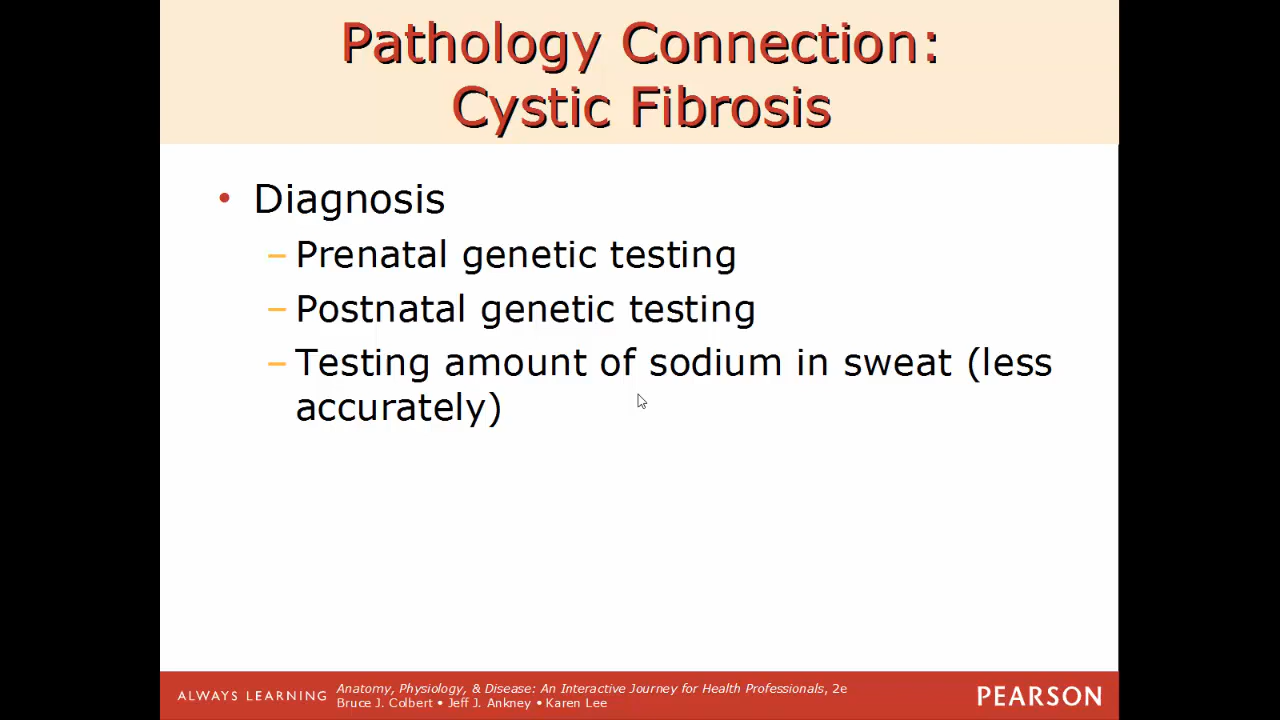 Pathology Connection:
Cystic Fibrosis
• Diagnosis
– Prenatal genetic testing
– Postnatal genetic testing
– Testing amount of sodium in sweat (less
accurately)
ALWAYS LEARNING
Anatomy, Physiology, & Disease: An Interactive Journey for Health Professionals, 2e
Bruce J. Colbert • Jeff J. Ankney • Karen Lee
PEARSON